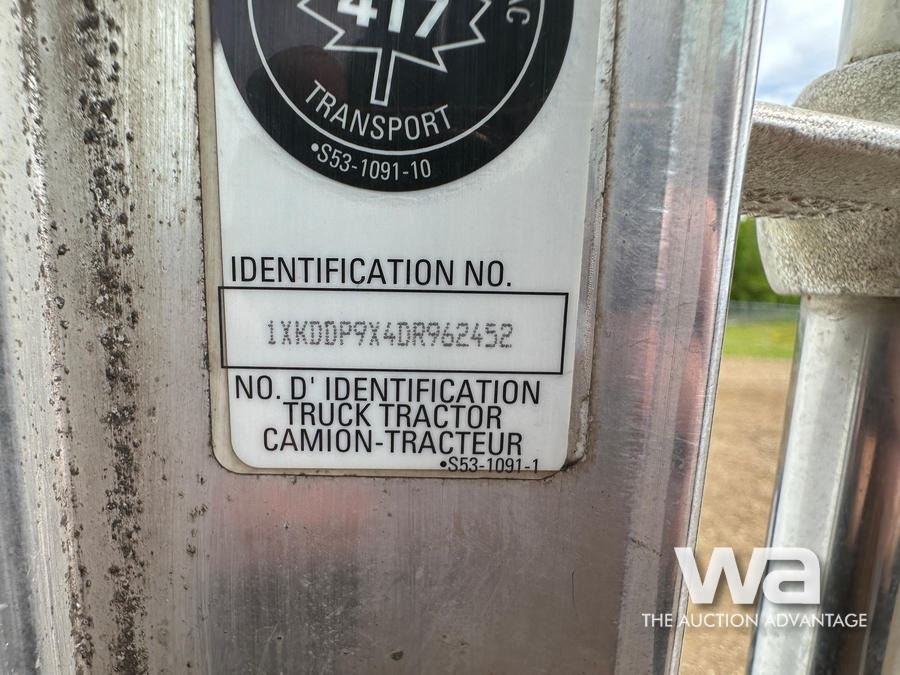 417
TRANSPORT
•S53-1091-10
IDENTIFICATION NO.
1XKDDP9X4DR962452
NO. D' IDENTIFICATION
TRUCK TRACTOR
CAMION-TRACTEUR
•S53-1091-1
wa
THE AUCTION ADVANTAGE